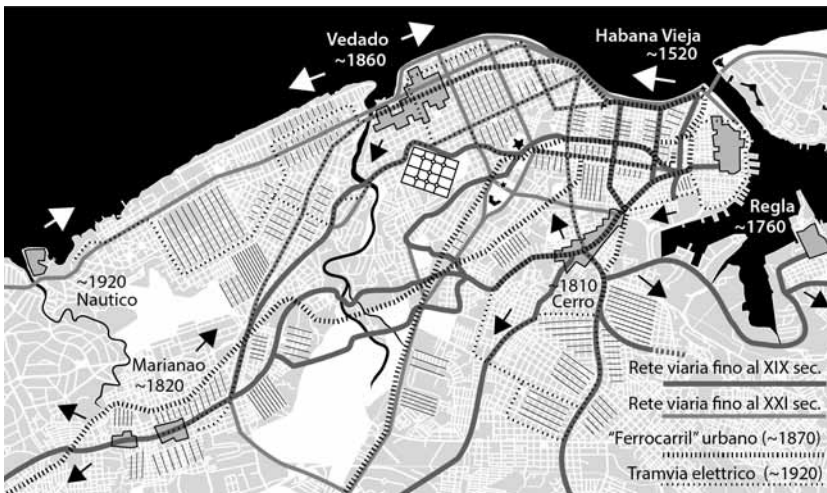 Vedado
~1860
Habana Vieja
~1520
Regla
~1760
~1920
Nautico
~1810
Cerro
Marianao
~1820
Rete viaria fino al XIX sec.
Rete viaria fino al XXI sec.
“Ferrocarril” urbano (~1870)
Tramvia elettrico (~1920)